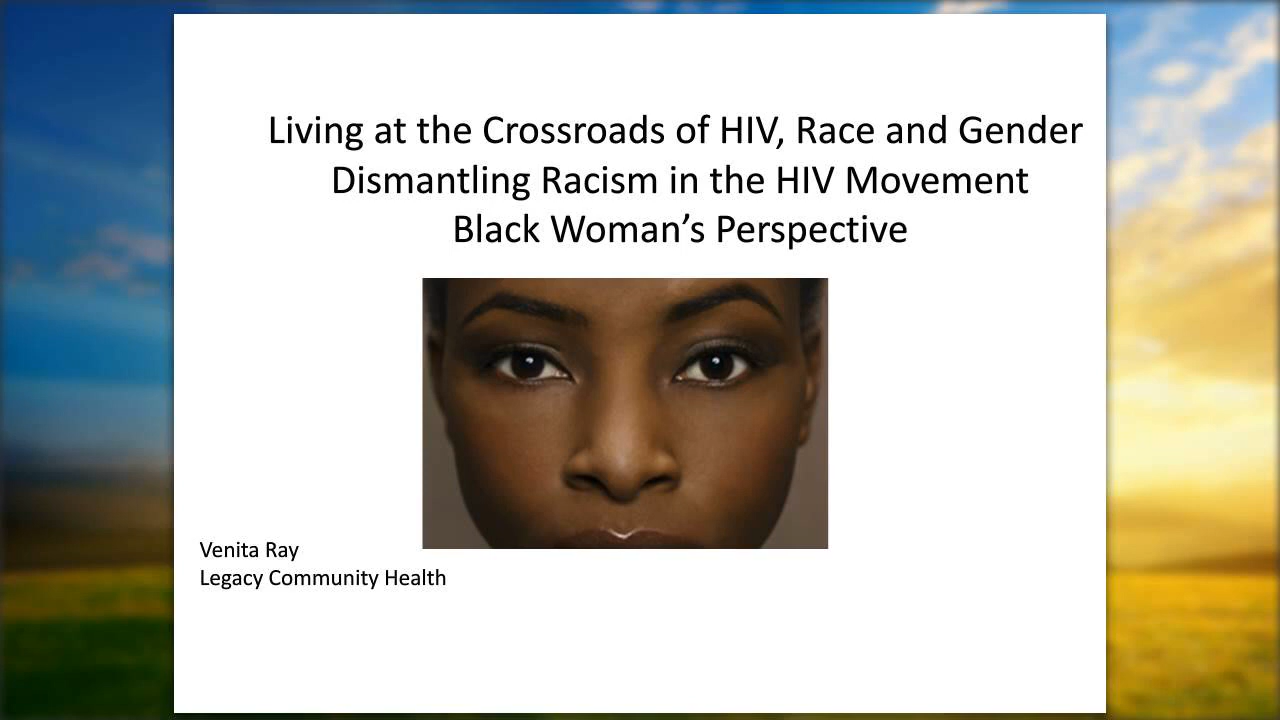 Living at the Crossroads of HIV, Race and Gender
Dismantling Racism in the HIV Movement
Black Woman’s Perspective
Venita Ray
Legacy Community Health